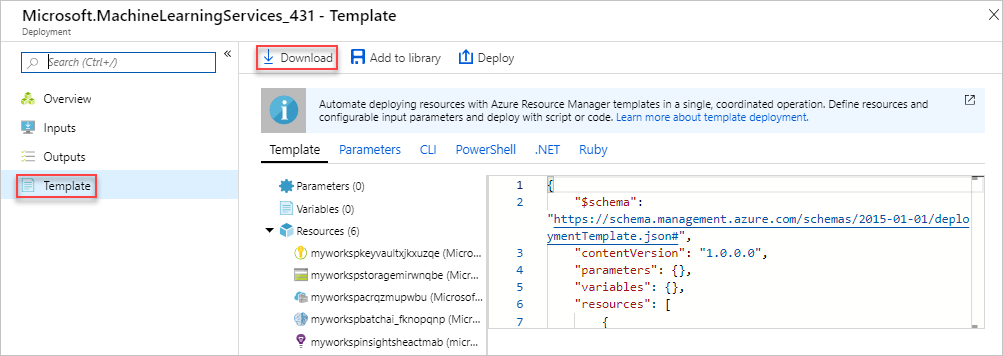 Microsoft.MachineLearningServices_431 - Template
Deployment
Search (Ctrl+/)
Overview
Inputs
Outputs
Template
Download
Add to library
Deploy
Automate deploying resources with Azure Resource Manager templates in a single, coordinated operation. Define resources and
configurable input parameters and deploy with script or code. Learn more about template deployment.
Template Parameters CLI PowerShell .NET Ruby
Parameters (0)
Variables (0)
Resources (6)
myworkspkeyvaultxjkxuzqe (Micro...
myworkspstoragemirwnqbe (Micros...
myworkspacrqzmupwbu (Microsoft...
myworkspbatchai_fknopqnp (Micr...
myworkspinsightsheactmab (micr...
1 {
2 "$schema":
"https://schema.management.azure.com/schemas/2015-01-01/deplo
ymentTemplate.json#",
3 "contentVersion": "1.0.0.0",
4 "parameters": {},
5 "variables": {},
6 "resources": [
7 {